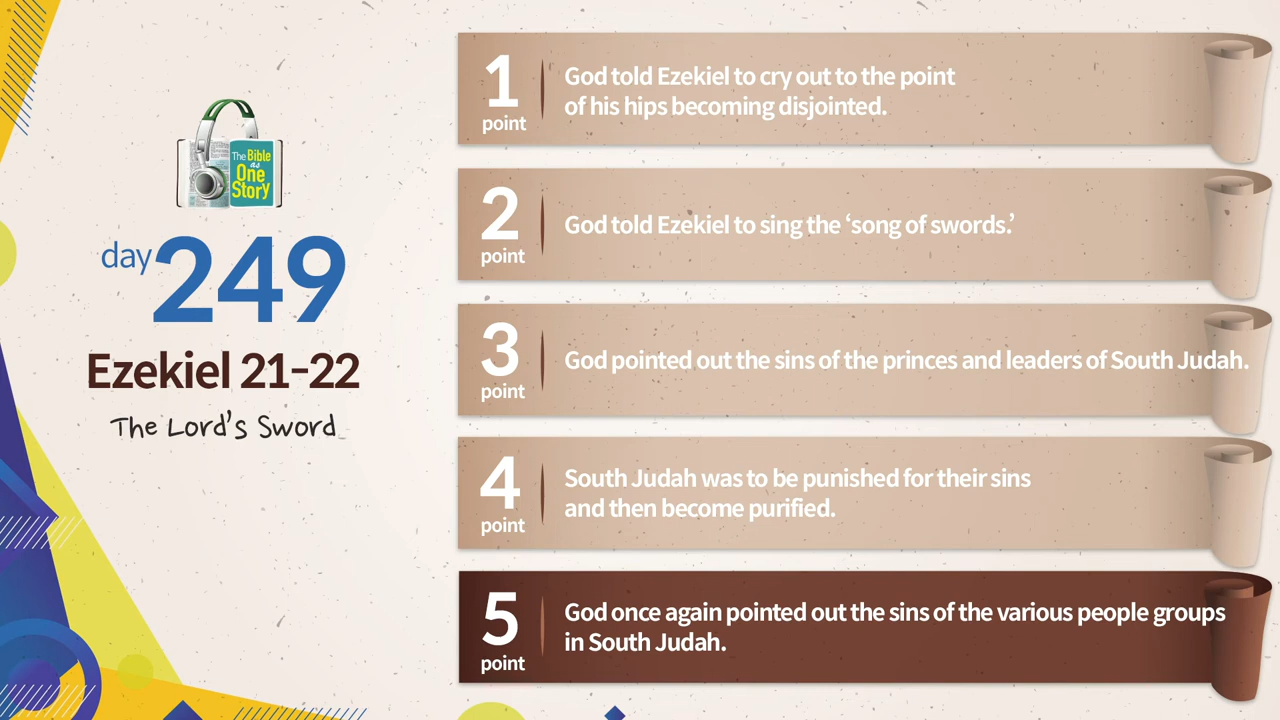 The Bible
as
One
Story
day 249
Ezekiel 21-22
The Lord's Sword
1
point
God told Ezekiel to cry out to the point
of his hips becoming disjointed.
2
point
God told Ezekiel to sing the ‘song of swords.’
3
point
God pointed out the sins of the princes and leaders of South Judah.
4
point
South Judah was to be punished for their sins
and then become purified.
5
point
God once again pointed out the sins of the various people groups
in South Judah.